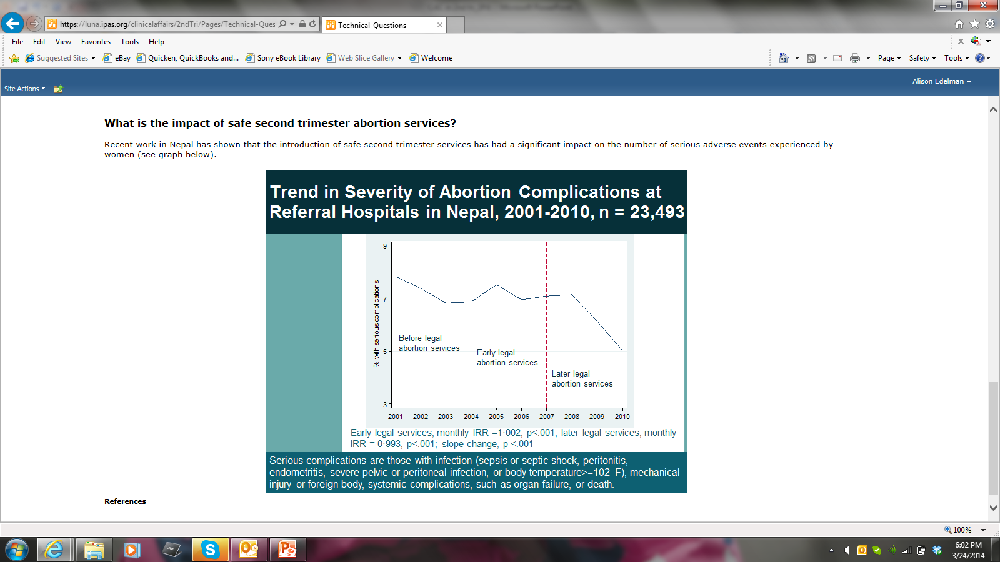 https://luna.ipas.org/clinicalaffairs/2ndTri/Pages/Technical-Ques
Technical-Questions
File Edit View Favorites Tools Help
Suggested Sites eBay Quicken, QuickBooks and... Sony eBook Library Web Slice Gallery Welcome
Page Safety Tools
Alison Edelman
Site Actions
What is the impact of safe second trimester abortion services?
Recent work in Nepal has shown that the introduction of safe second trimester services has had a significant impact on the number of serious adverse events experienced by
women (see graph below).
Trend in Severity of Abortion Complications at
Referral Hospitals in Nepal, 2001-2010, n = 23,493
% with serious complications
9
7
5
3
Before legal
abortion services
Early legal
abortion services
Later legal
abortion services
2001 2002 2003 2004 2005 2006 2007 2008 2009 2010
Early legal services, monthly IRR =1·002, p<.001; later legal services, monthly
IRR = 0·993, p<.001; slope change, p <.001
Serious complications are those with infection (sepsis or septic shock, peritonitis,
endometritis, severe pelvic or peritoneal infection, or body temperature>=102 F), mechanical
injury or foreign body, systemic complications, such as organ failure, or death.
References
100%
6:02 PM
3/24/2014